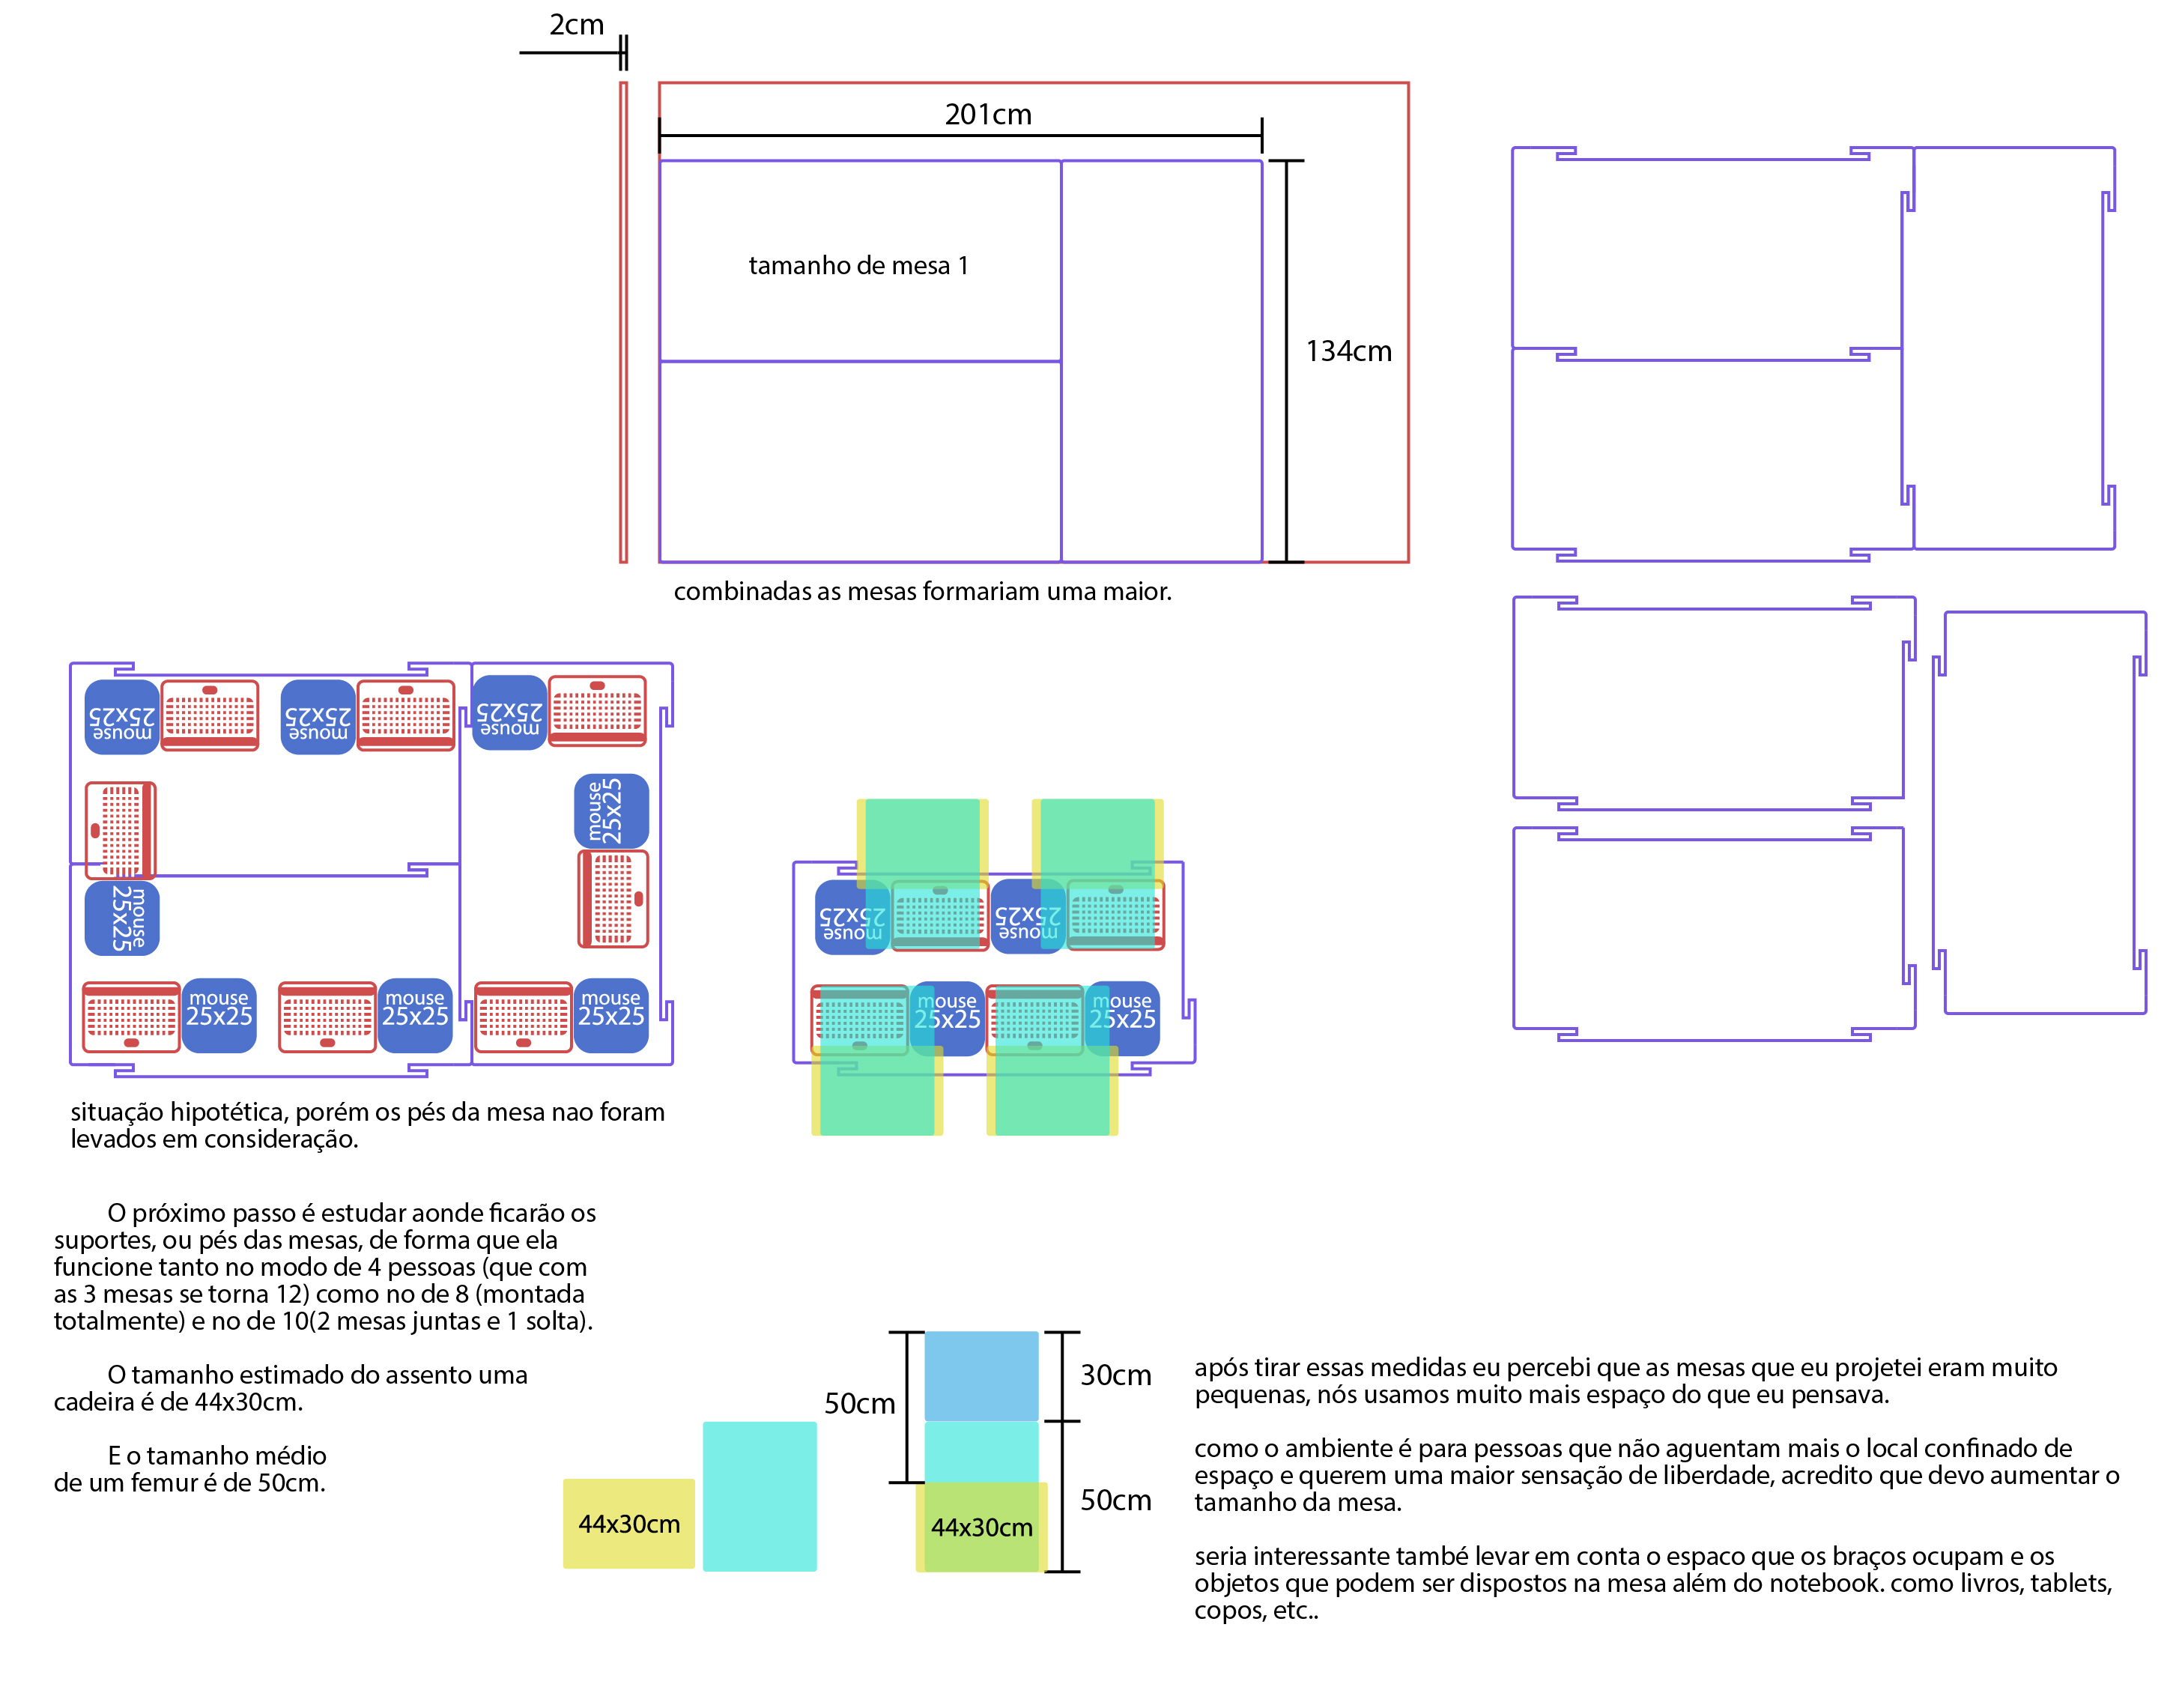 2cm
201cm
tamanho de mesa 1
134cm
combinadas as mesas formariam uma maior.
mouse
25x25
mouse
25x25
mouse
25x25
mouse
25x25
mouse
25x25
mouse
25x25
mouse
25x25
mouse
25x25
mouse
25x25
mouse
25x25
mouse
25x25
mouse
25x25
situação hipotética, porém os pés da mesa nao foram
levados em consideração.
O próximo passo é estudar aonde ficarão os
suportes, ou pés das mesas, de forma que ela
funcione tanto no modo de 4 pessoas (que com
as 3 mesas se torna 12) como no de 8 (montada
totalmente) e no de 10(2 mesas juntas e 1 solta).
O tamanho estimado do assento uma
cadeira é de 44x30cm.
E o tamanho médio
de um femur é de 50cm.
44x30cm
50cm
30cm
50cm
44x30cm
após tirar essas medidas eu percebi que as mesas que eu projetei eram muito
pequenas, nós usamos muito mais espaço do que eu pensava.
como o ambiente é para pessoas que não aguentam mais o local confinado de
espaço e querem uma maior sensação de liberdade, acredito que devo aumentar o
tamanho da mesa.
seria interessante també levar em conta o espaco que os braços ocupam e os
objetos que podem ser dispostos na mesa além do notebook. como livros, tablets,
copos, etc..